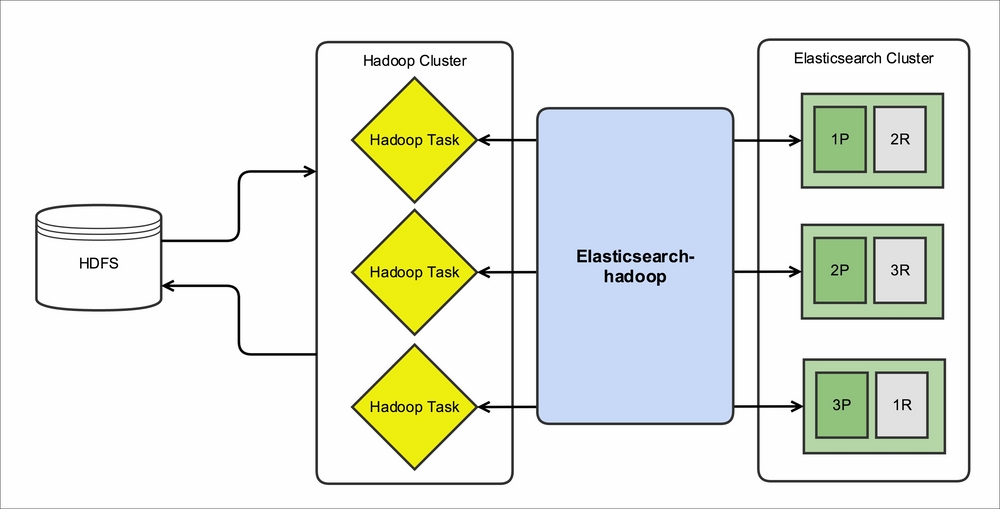 Hadoop Cluster
Elasticsearch Cluster
Hadoop Task
1P
2R
HDFS
Hadoop Task
Elasticsearch-
hadoop
2P
3R
Hadoop Task
3P
1R